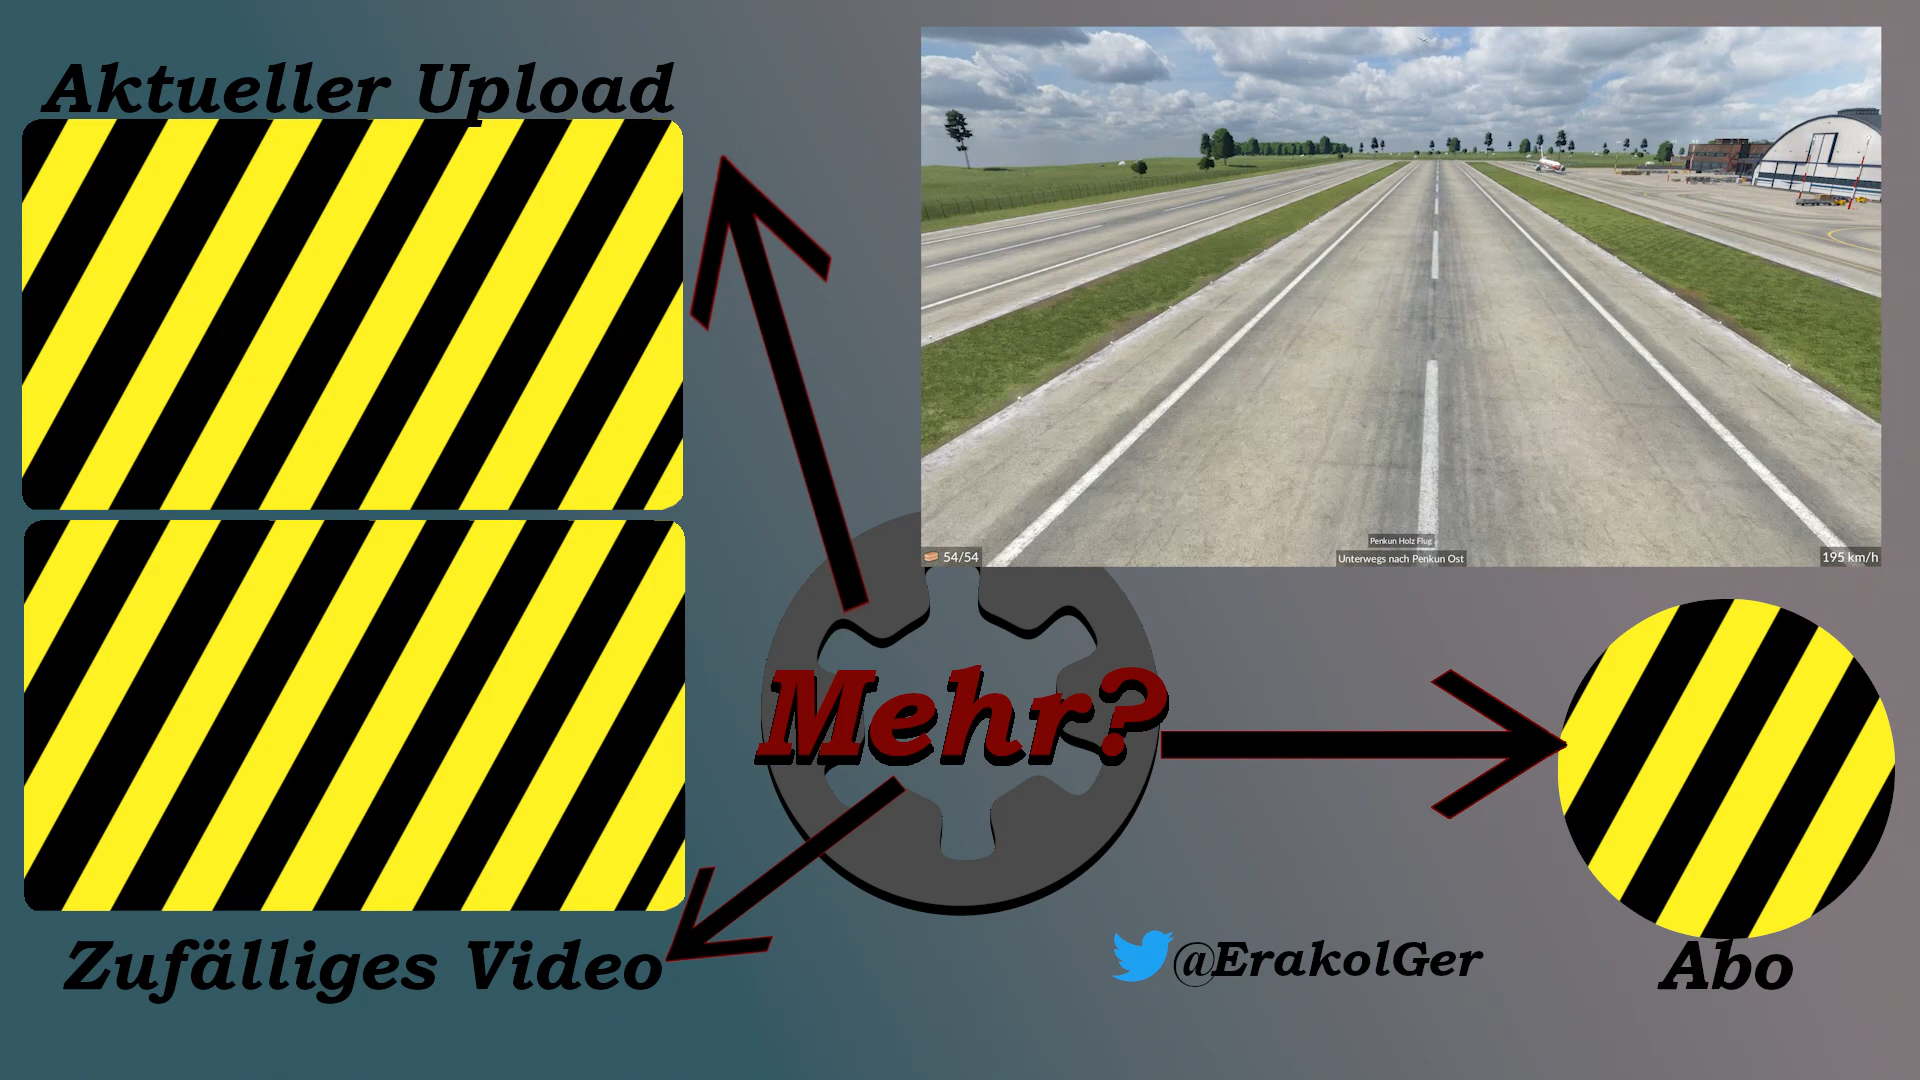 Aktueller Upload
54/54
Penkun Holz Flug
Unterwegs nach Penkun Ost
195 km/h
Mehr?
Zufälliges Video
@ErakolGer
Abo